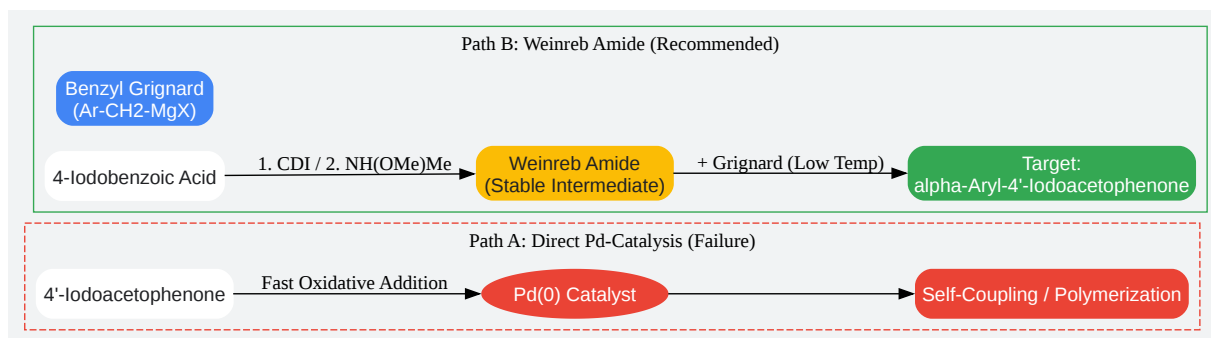 Path B: Weinreb Amide (Recommended)
Benzyl Grignard
(Ar-CH2-MgX)
4-Iodobenzoic Acid
1. CDI / 2. NH(OMe)Me
Weinreb Amide
(Stable Intermediate)
+ Grignard (Low Temp)
Target:
alpha-Aryl-4'-Iodoacetophenone
Path A: Direct Pd-Catalysis (Failure)
4'-Iodoacetophenone
Fast Oxidative Addition
Pd(0) Catalyst
Self-Coupling / Polymerization